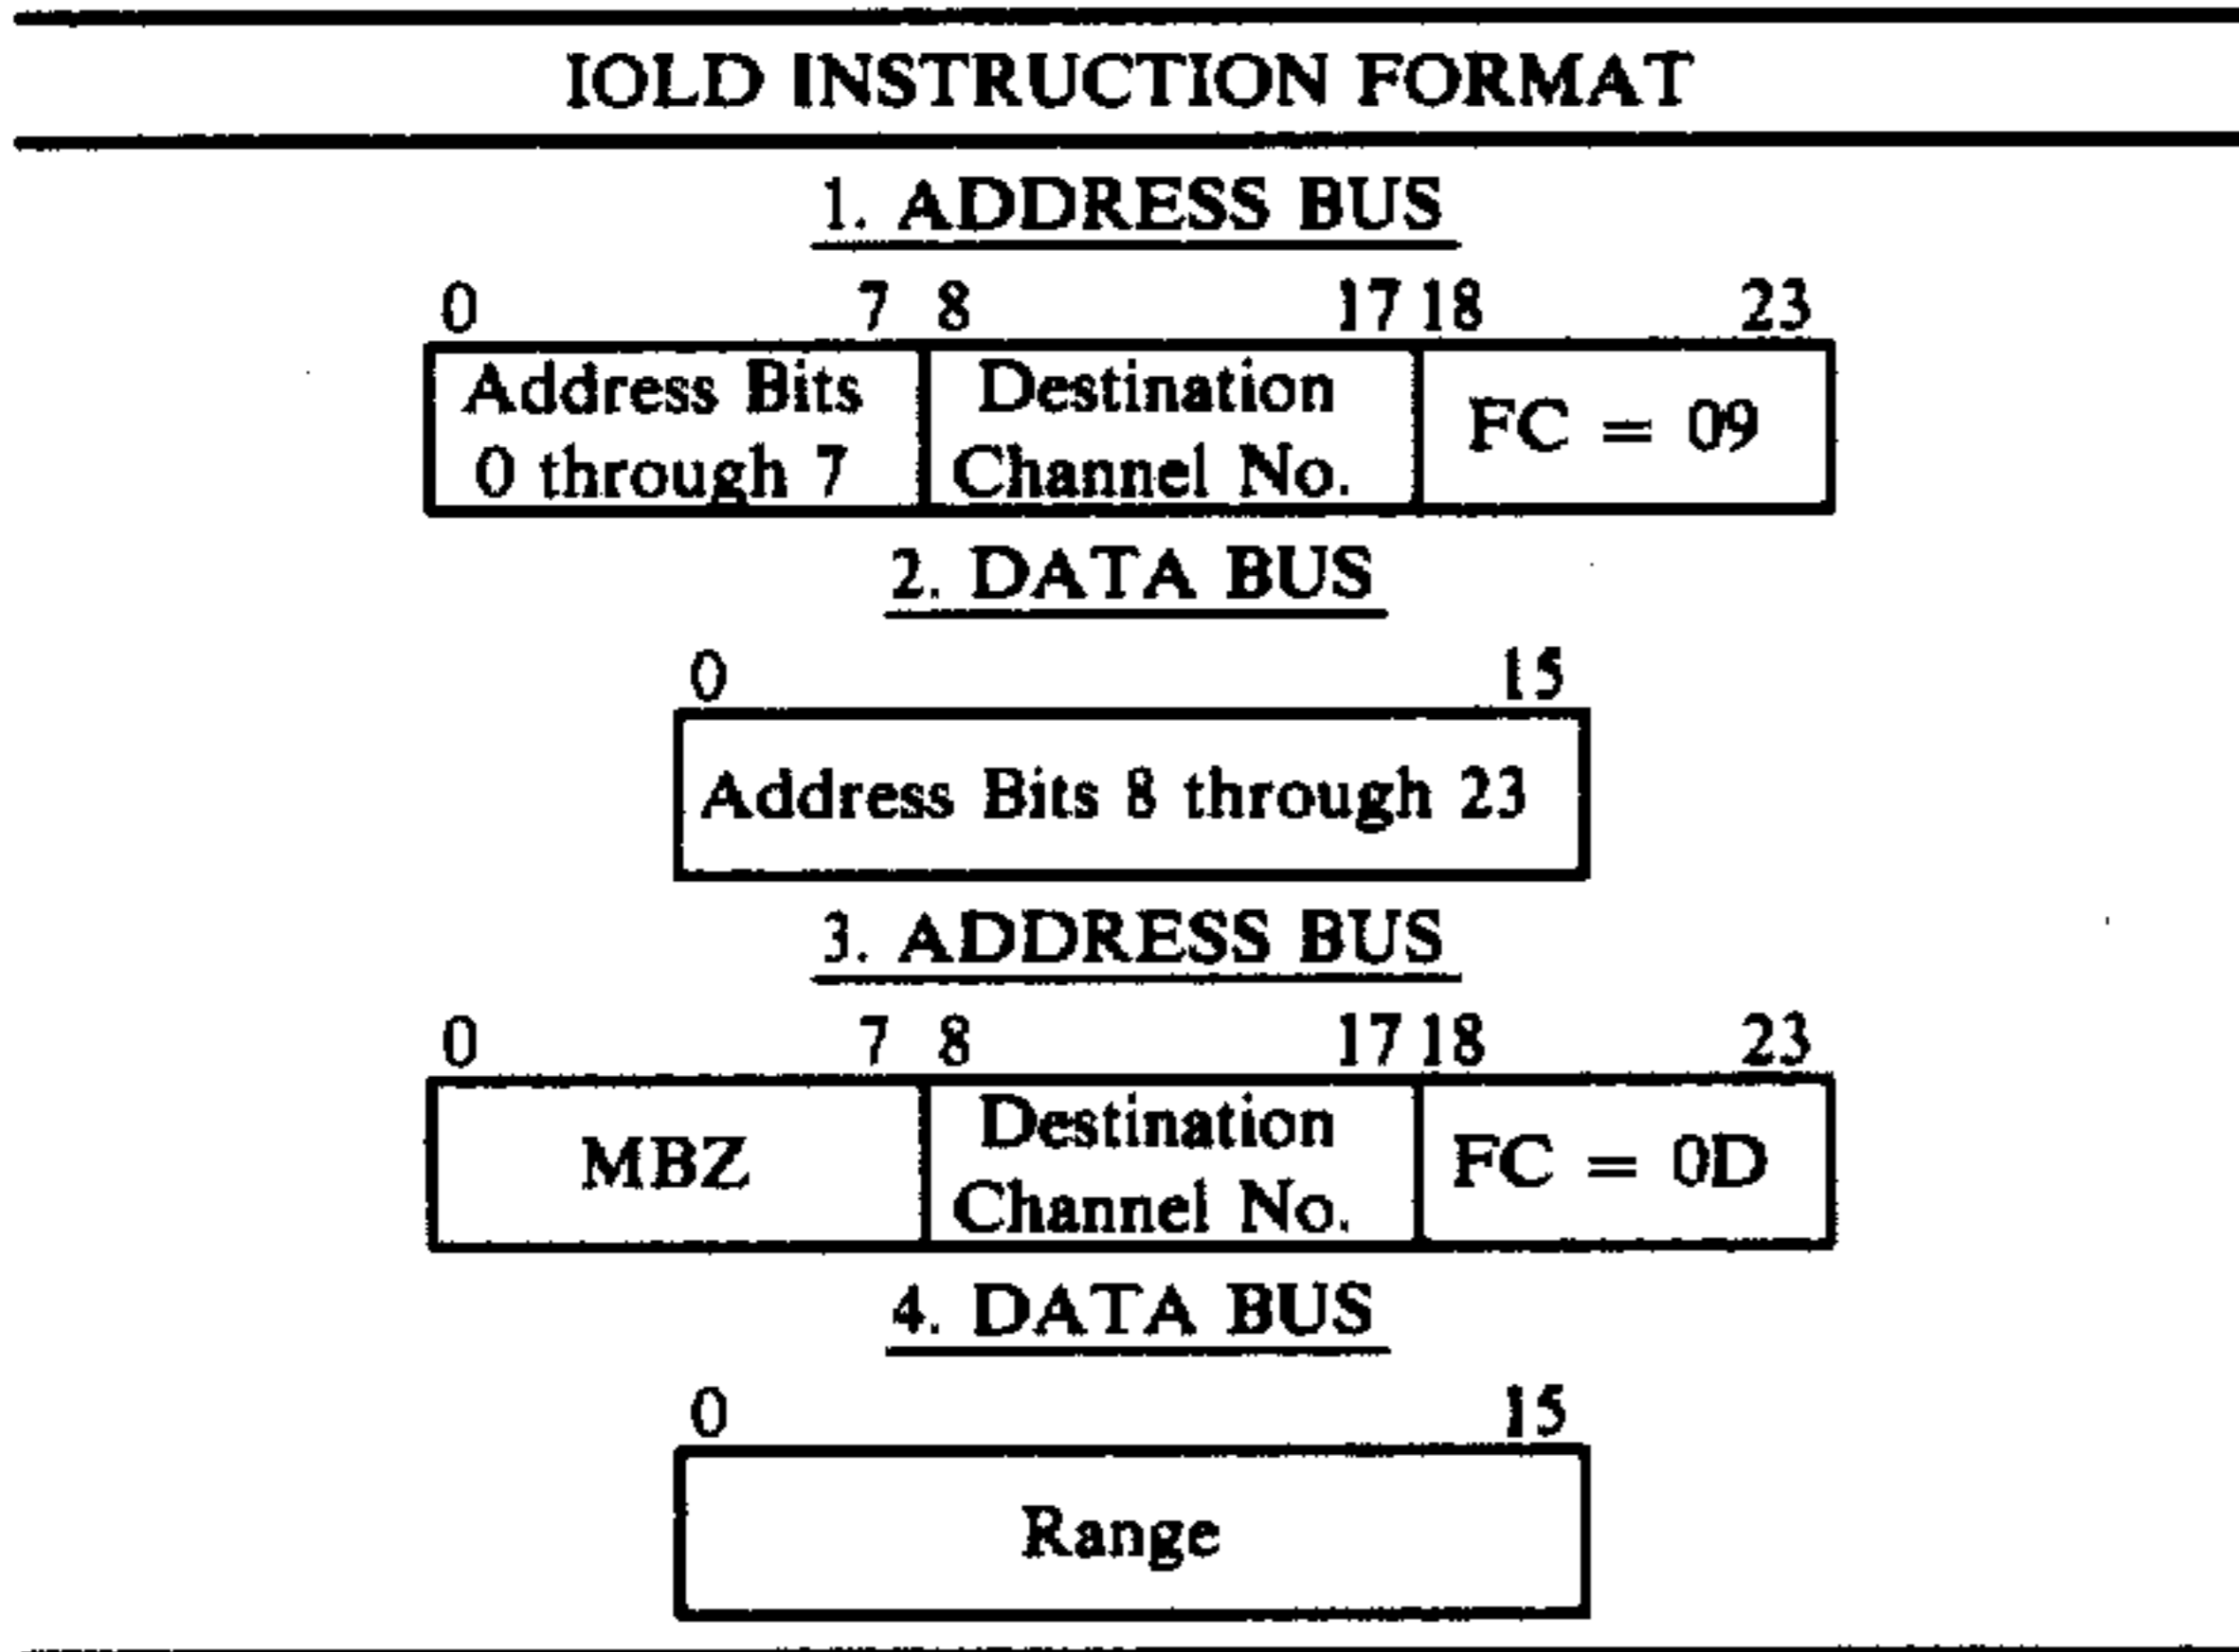 IOLD INSTRUCTION FORMAT
1. ADDRESS BUS
0 7 8 17 18 23
Address Bits 0 through 7
Destination Channel No.
FC = 09
2. DATA BUS
0 15
Address Bits 8 through 23
3. ADDRESS BUS
0 7 8 17 18 23
MBZ
Destination Channel No.
FC = 0D
4. DATA BUS
0 15
Range